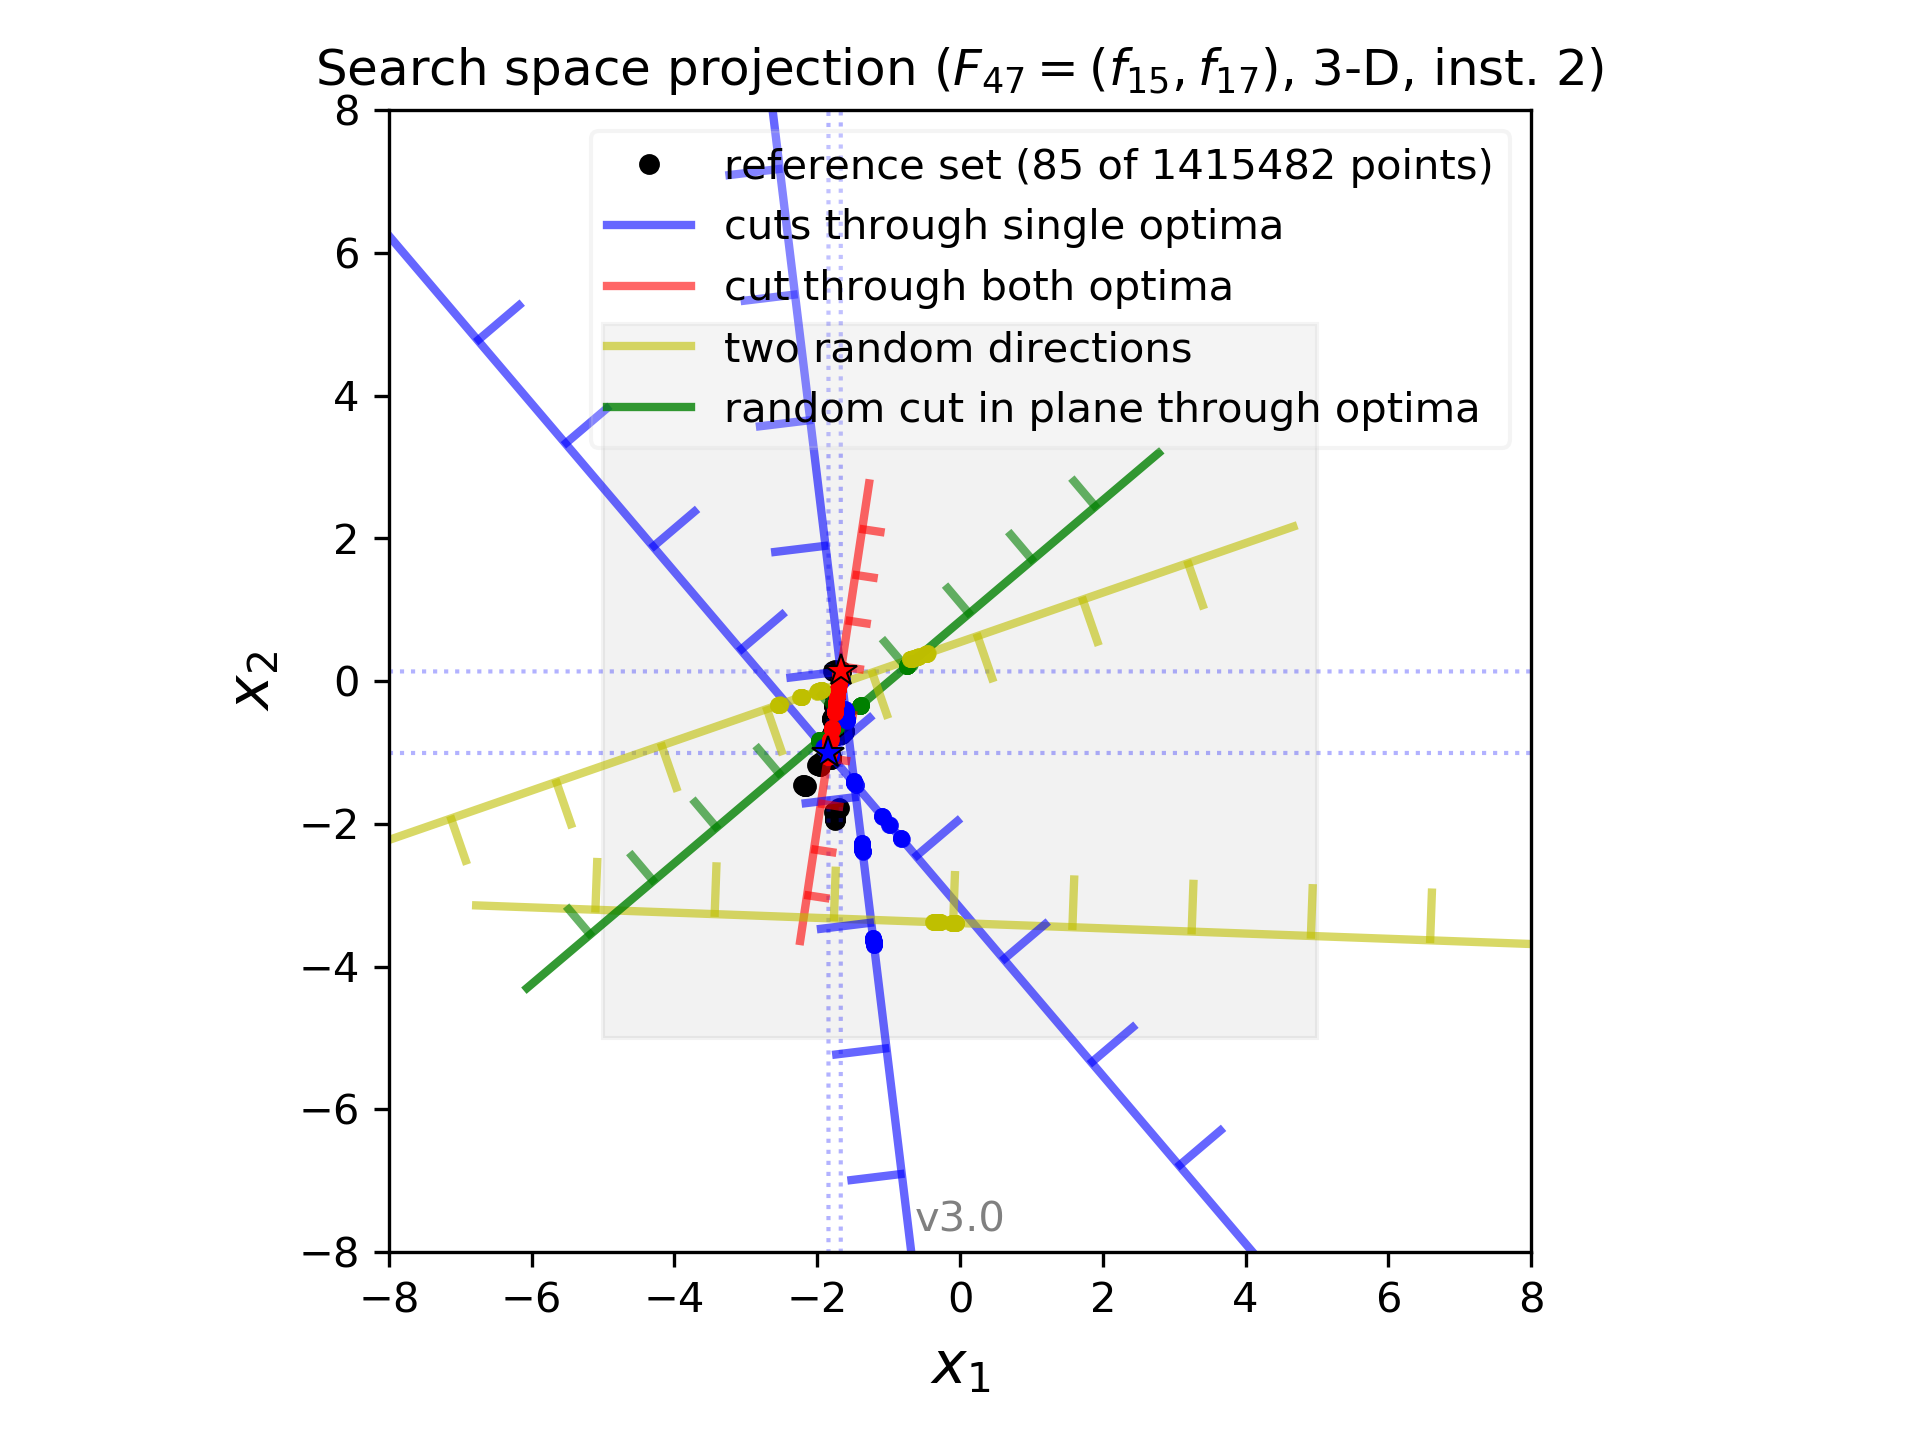 Search space projection (F47 = (f15, f17), 3-D, inst. 2)
reference set (85 of 1415482 points)
cuts through single optima
cut through both optima
two random directions
random cut in plane through optima
8
6
4
2
0
−2
−4
−6
−8
x2
v3.0
−8 −6 −4 −2 0 2 4 6 8
x1